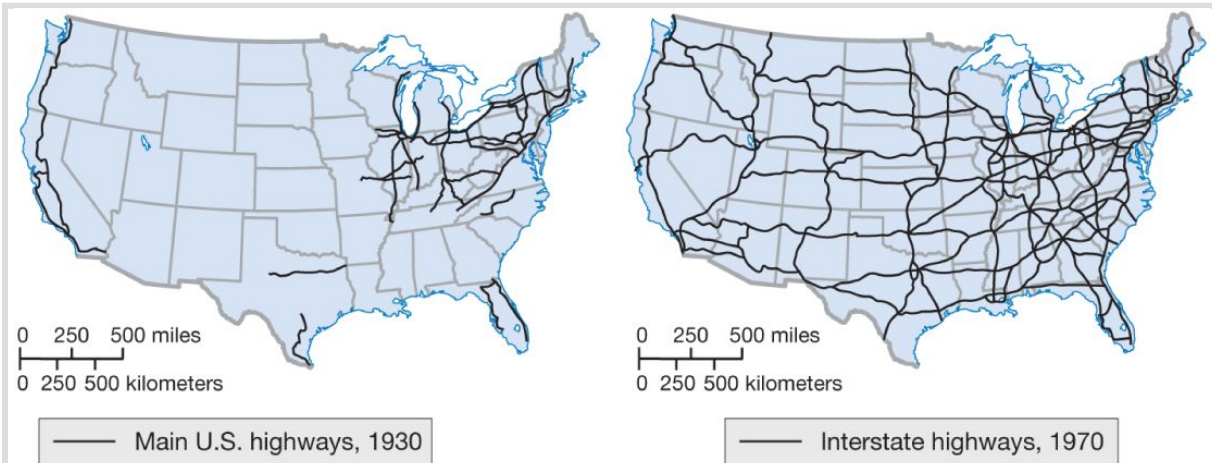 0 250 500 miles
0 250 500 kilometers
Main U.S. highways, 1930
0 250 500 miles
0 250 500 kilometers
Interstate highways, 1970